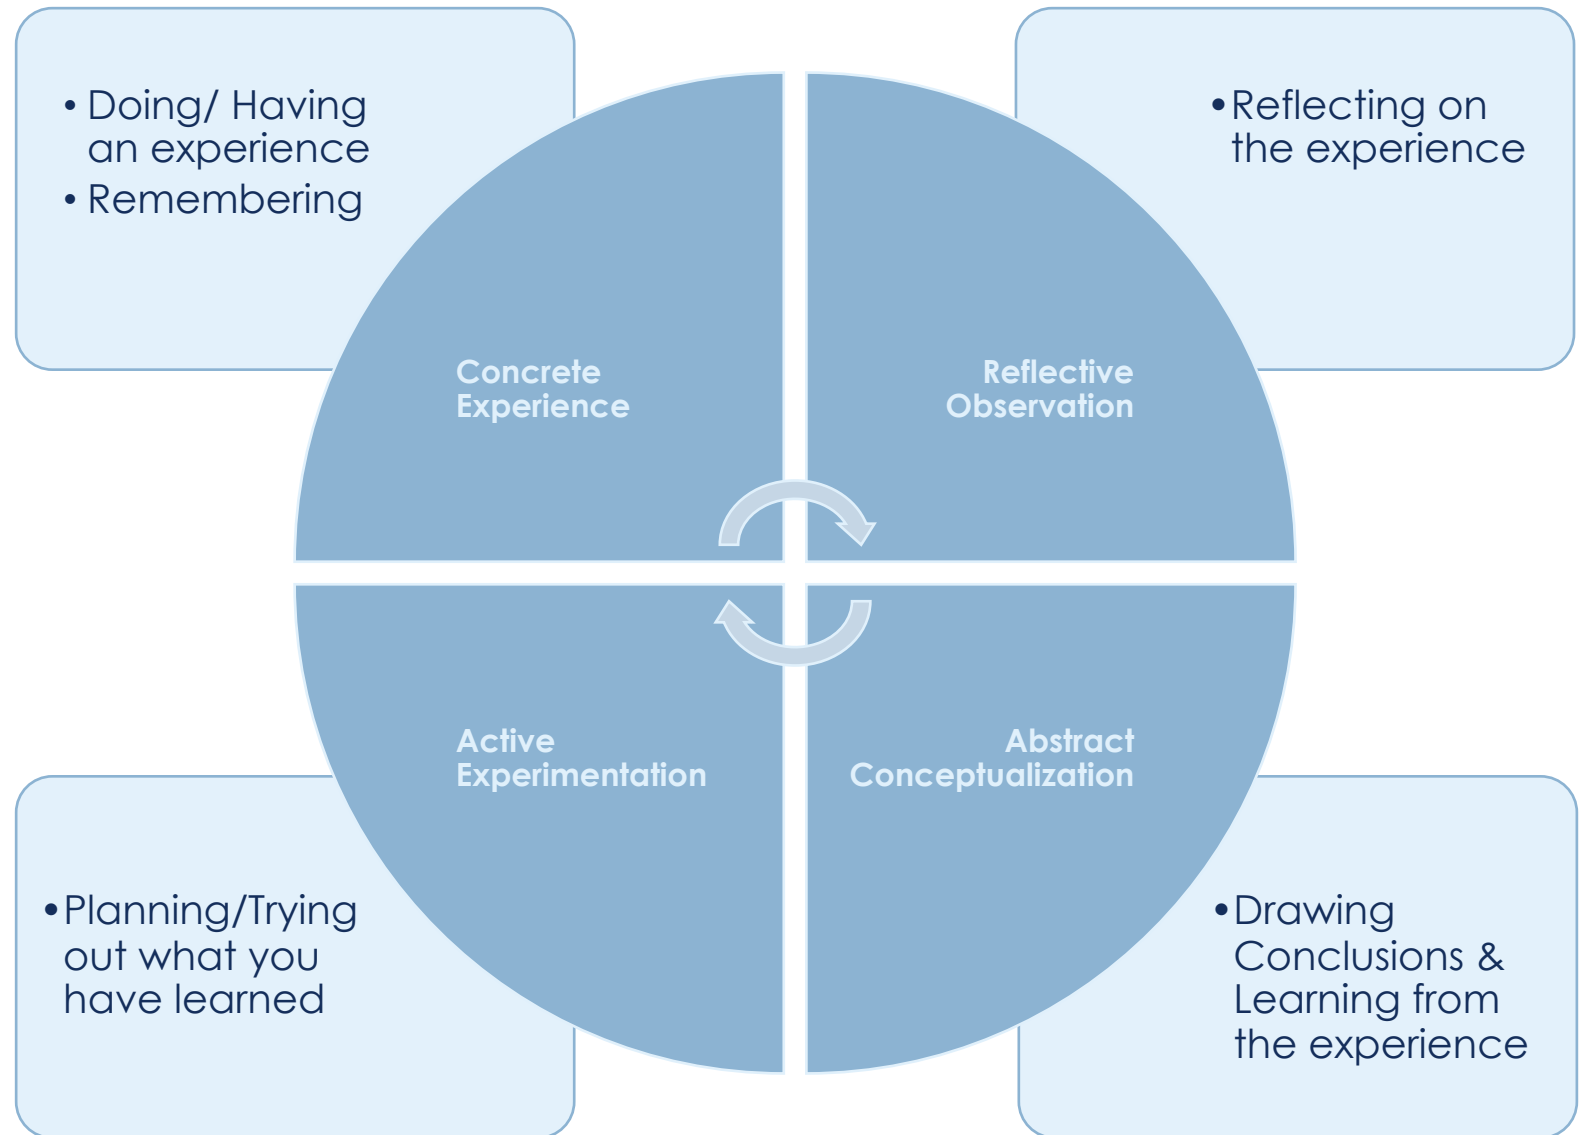 • Doing/ Having
an experience
• Remembering
•Reflecting on
the experience
Concrete
Experience
Reflective
Observation
Active
Experimentation
Abstract
Conceptualization
•Planning/Trying
out what you
have learned
•Drawing
Conclusions &
Learning from
the experience